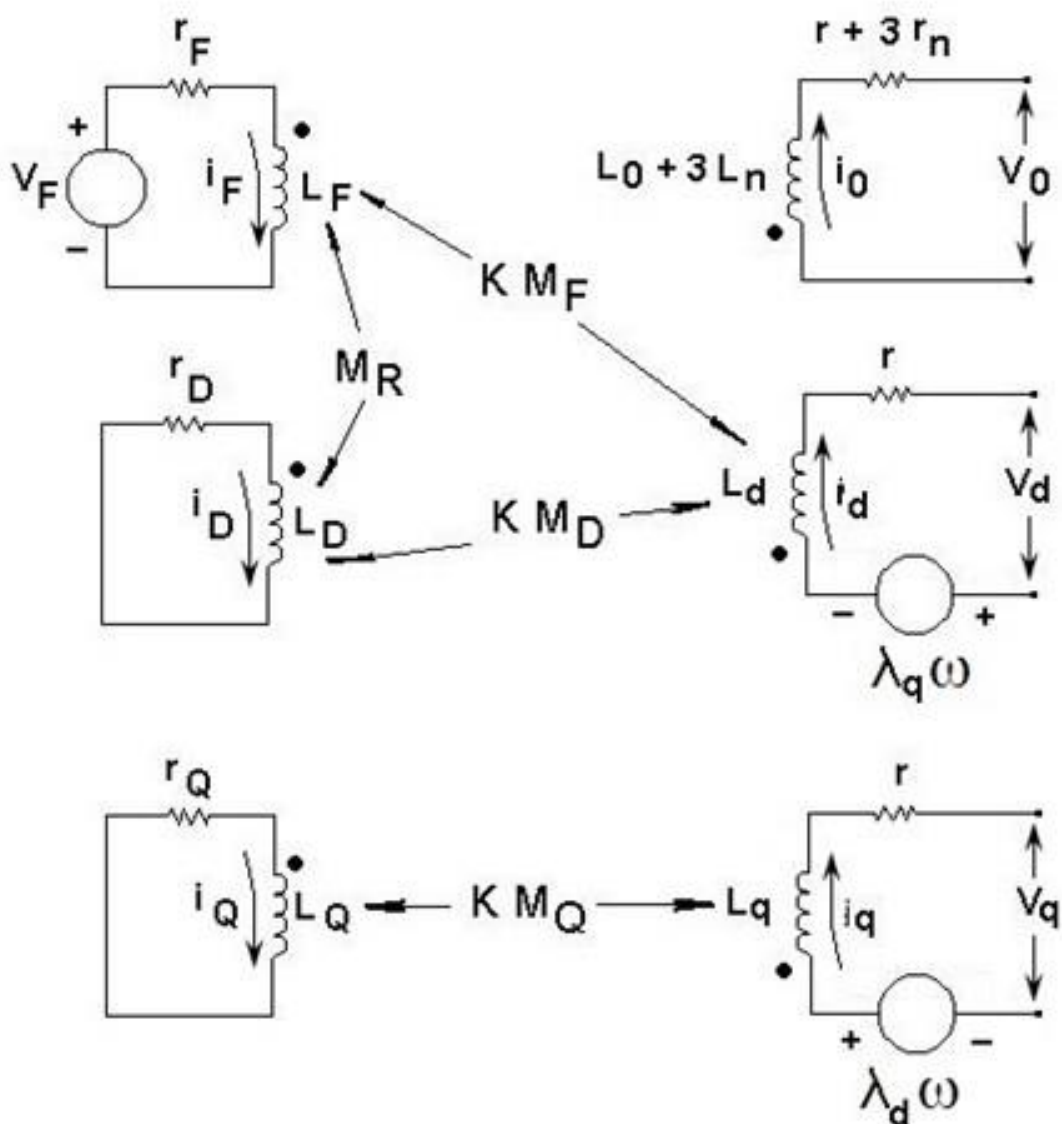 r_F
+
V_F
–
i_F
L_F
r + 3 r_n
L_0 + 3 L_n
i_0
V_0
K M_F
M_R
r_D
i_D
L_D
K M_D
r
L_d
i_d
V_d
– +
λ_q ω
r_Q
i_Q
L_Q
K M_Q
r
L_q
i_q
V_q
+ –
λ_d ω